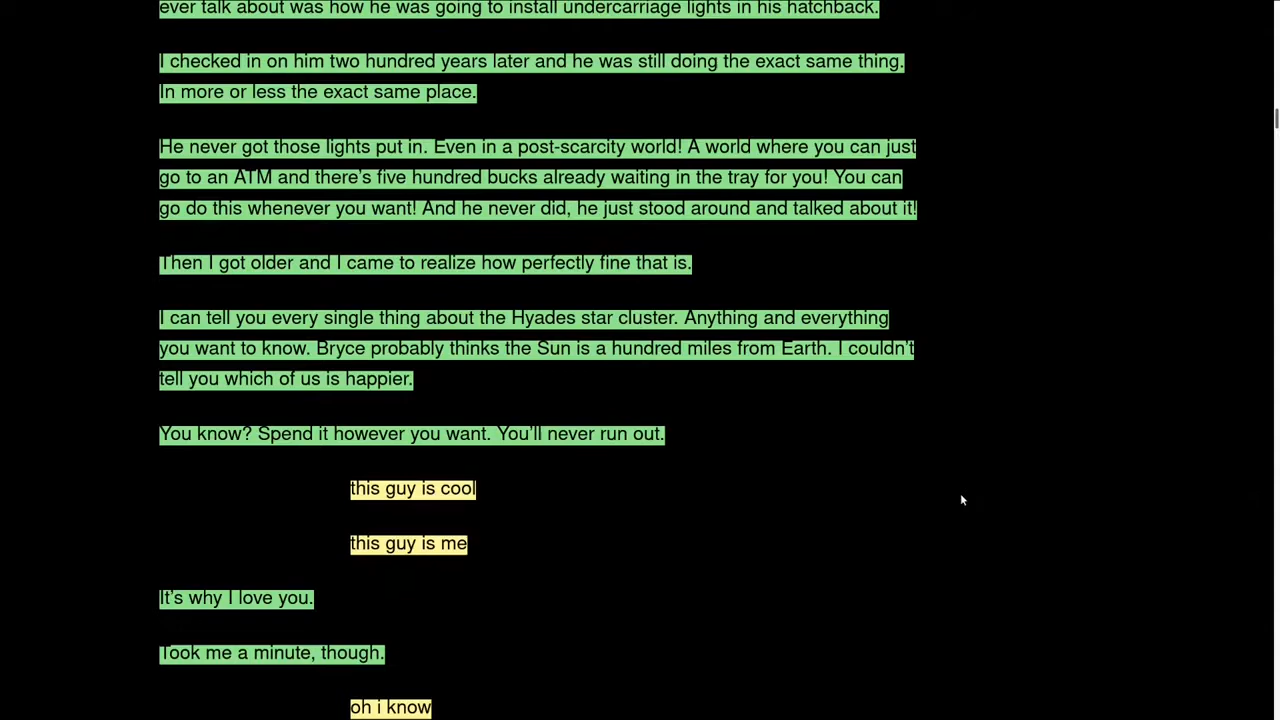 ever talk about was how he was going to install undercarriage lights in his hatchback.
I checked in on him two hundred years later and he was still doing the exact same thing.
In more or less the exact same place.
He never got those lights put in. Even in a post-scarcity world! A world where you can just
go to an ATM and there's five hundred bucks already waiting in the tray for you! You can
go do this whenever you want! And he never did, he just stood around and talked about it!
Then I got older and I came to realize how perfectly fine that is.
I can tell you every single thing about the Hyades star cluster. Anything and everything
you want to know. Bryce probably thinks the Sun is a hundred miles from Earth. I couldn't
tell you which of us is happier.
You know? Spend it however you want. You'll never run out.
this guy is cool
this guy is me
It's why I love you.
Took me a minute, though.
oh i know